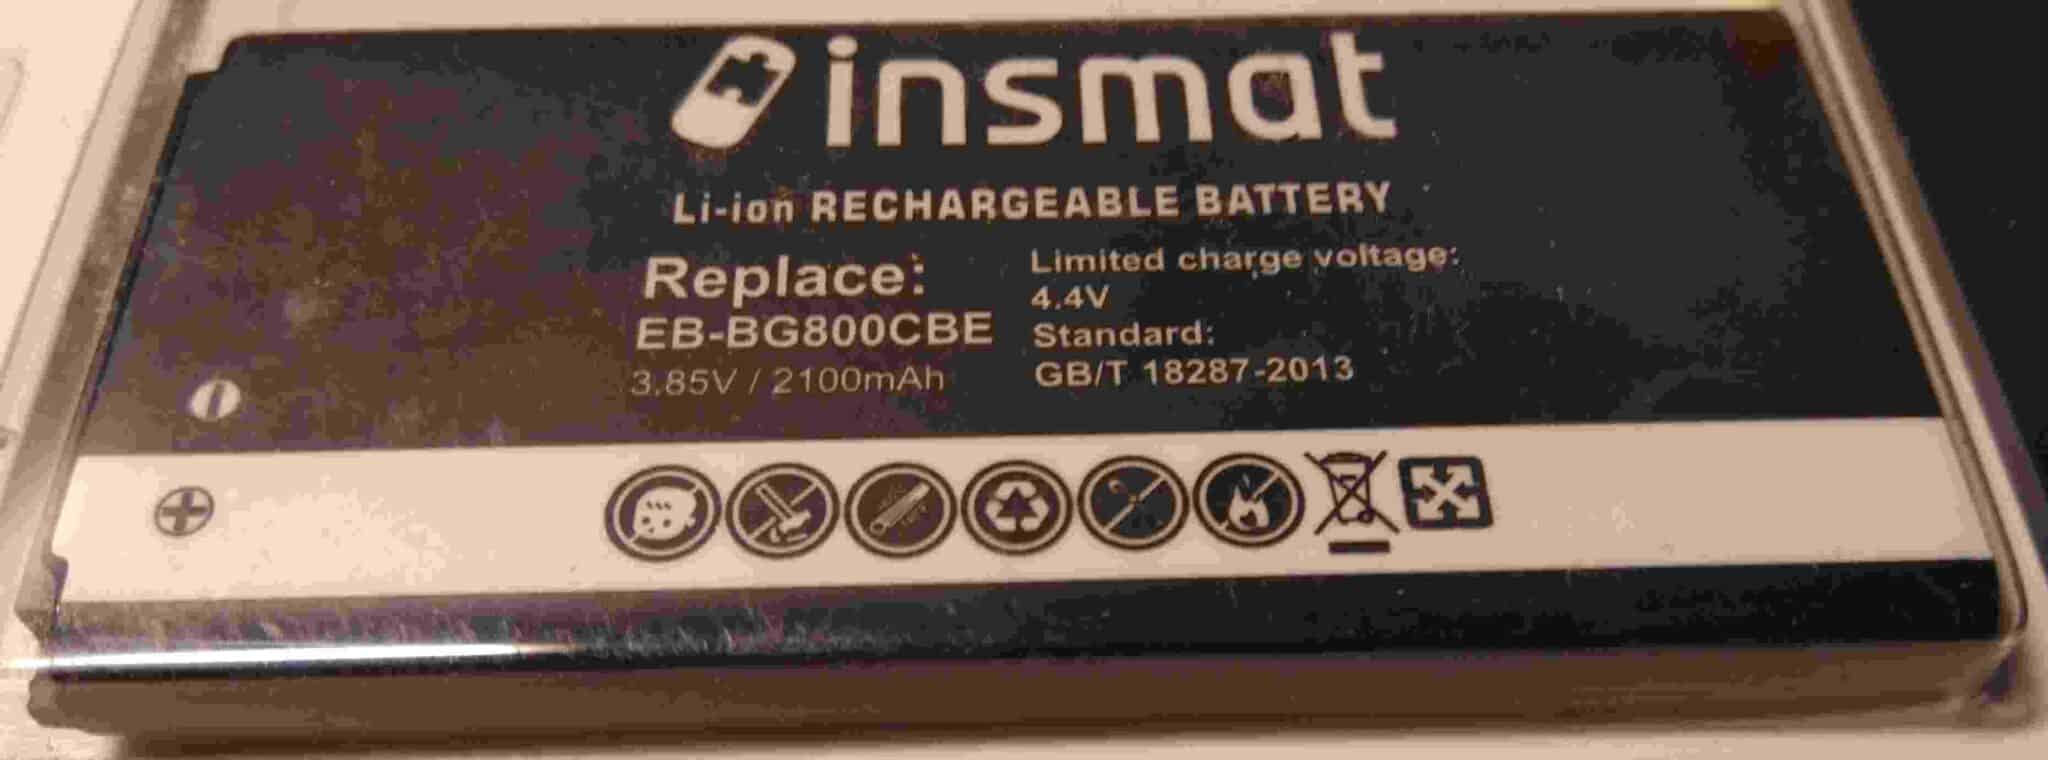 insmat
Li-ion RECHARGEABLE BATTERY
Replace:
EB-BG800CBE
3.85V / 2100mAh
Limited charge voltage:
4.4V
Standard:
GB/T 18287-2013